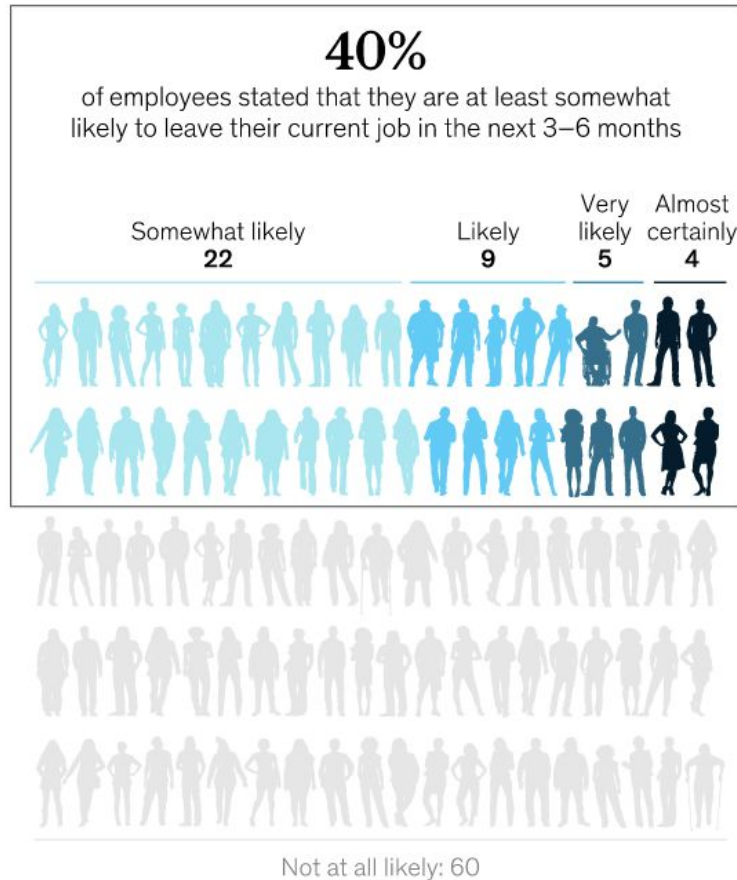 40%
of employees stated that they are at least somewhat
likely to leave their current job in the next 3–6 months
Somewhat likely
22
Likely
9
Very
likely
5
Almost
certainly
4
Not at all likely: 60